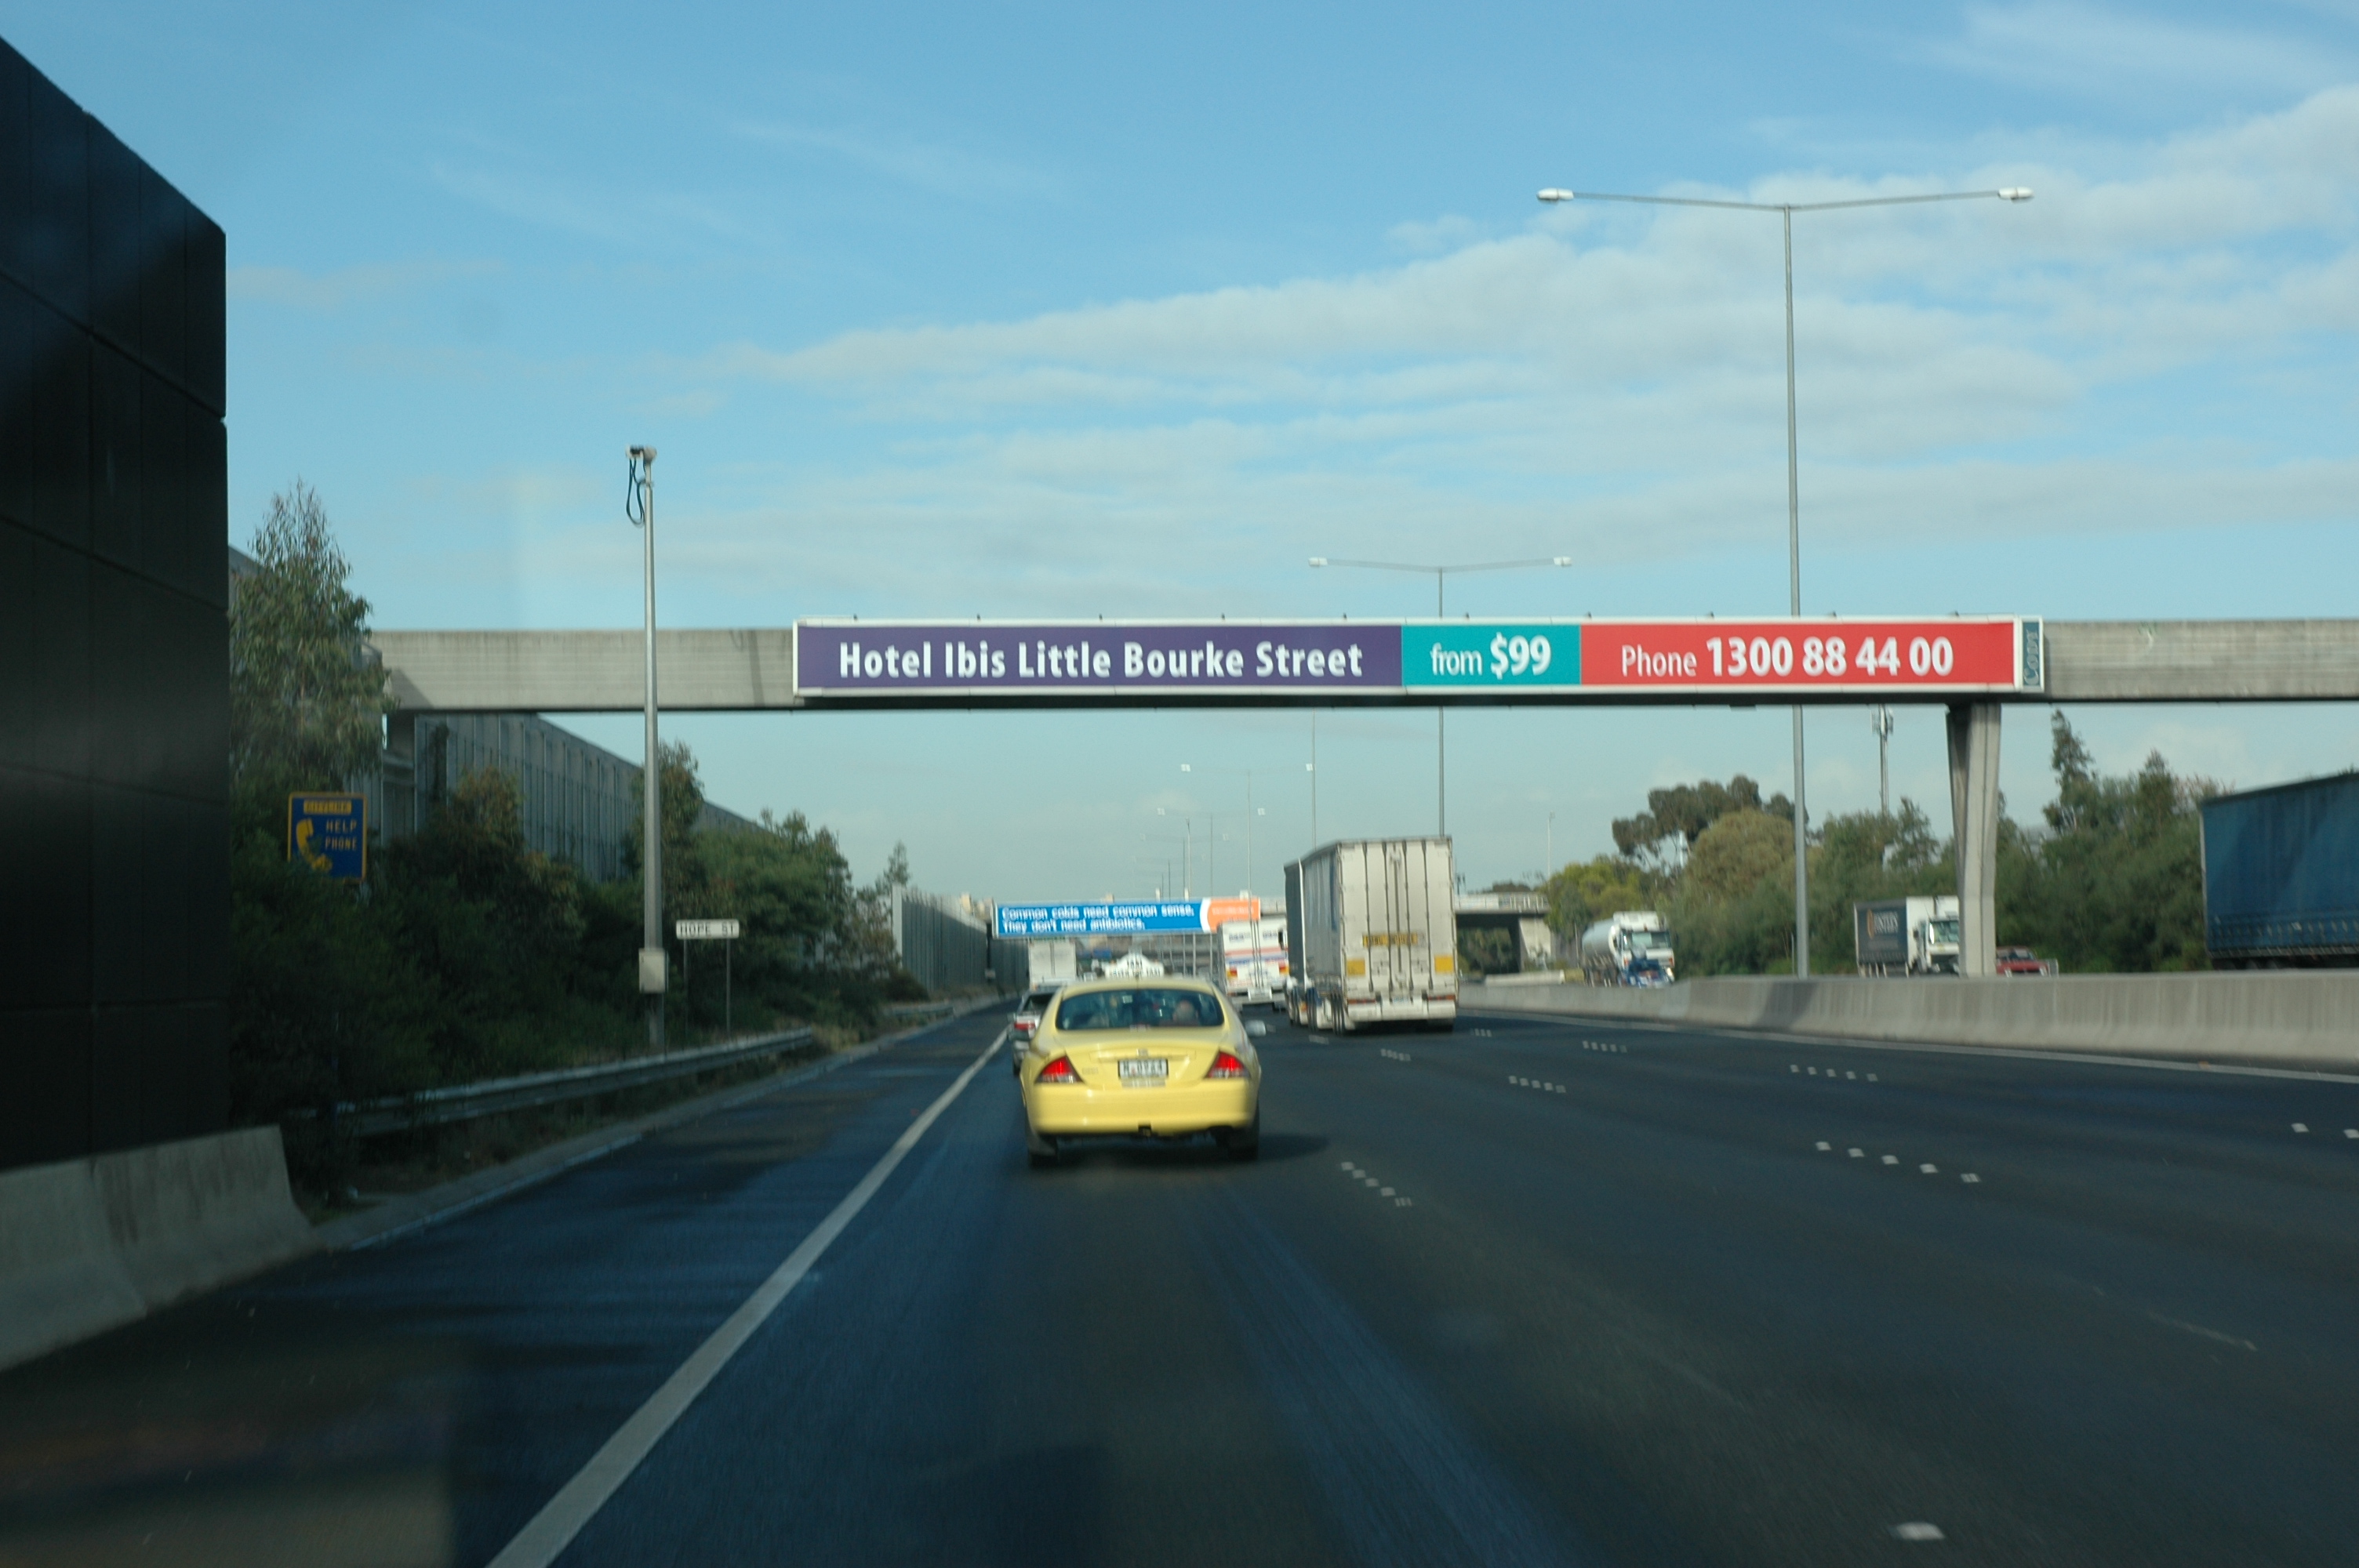 Hotel Ibis Little Bourke Street from $99 Phone 1300 88 44 00
CITYLINK
HELP
PHONE
HOPE ST
Common colds need common sense.
They don't need antibiotics.